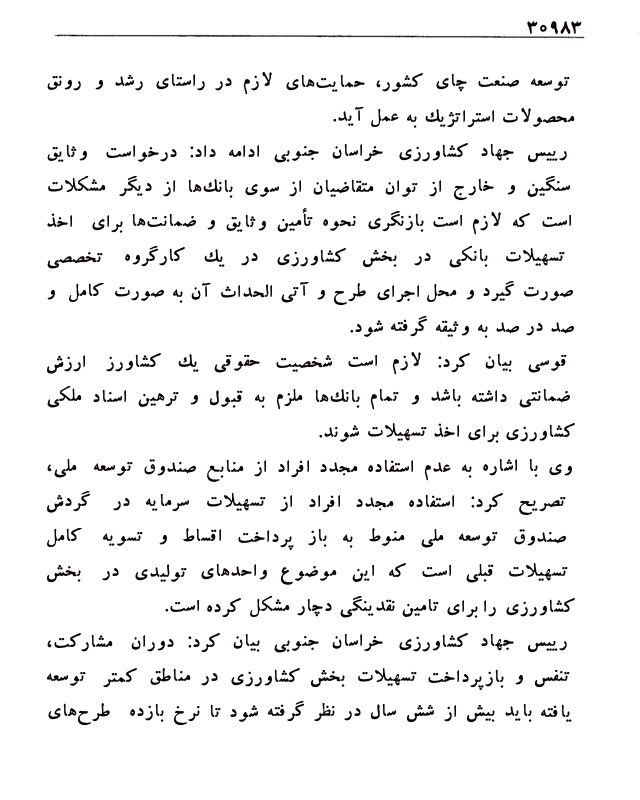 ۳۰۹۸۳
توسعه صنعت چای کشور، حمایت‌های لازم در راستای رشد و رونق
محصولات استراتژیك به عمل آید.
رییس جهاد کشاورزی خراسان جنوبی ادامه داد: درخواست وثایق
سنگین و خارج از توان متقاضیان از سوی بانك‌ها از دیگر مشکلات
است که لازم است بازنگری نحوه تأمین وثایق و ضمانت‌ها برای اخذ
تسهیلات بانکی در بخش کشاورزی در یك کارگروه تخصصی
صورت گیرد و محل اجرای طرح و آتی الحداث آن به صورت کامل و
صد در صد به وثیقه گرفته شود.
قوسی بیان کرد: لازم است شخصیت حقوقی یك کشاورز ارزش
ضمانتی داشته باشد و تمام بانك‌ها ملزم به قبول و ترهین اسناد ملکی
کشاورزی برای اخذ تسهیلات شوند.
وی با اشاره به عدم استفاده مجدد افراد از منابع صندوق توسعه ملی،
تصریح کرد: استفاده مجدد افراد از تسهیلات سرمایه در گردش
صندوق توسعه ملی منوط به باز پرداخت اقساط و تسویه کامل
تسهیلات قبلی است که این موضوع واحدهای تولیدی در بخش
کشاورزی را برای تامین نقدینگی دچار مشکل کرده است.
رییس جهاد کشاورزی خراسان جنوبی بیان کرد: دوران مشارکت،
تنفس و بازپرداخت تسهیلات بخش کشاورزی در مناطق کمتر توسعه
یافته باید بیش از شش سال در نظر گرفته شود تا نرخ بازده طرح‌های